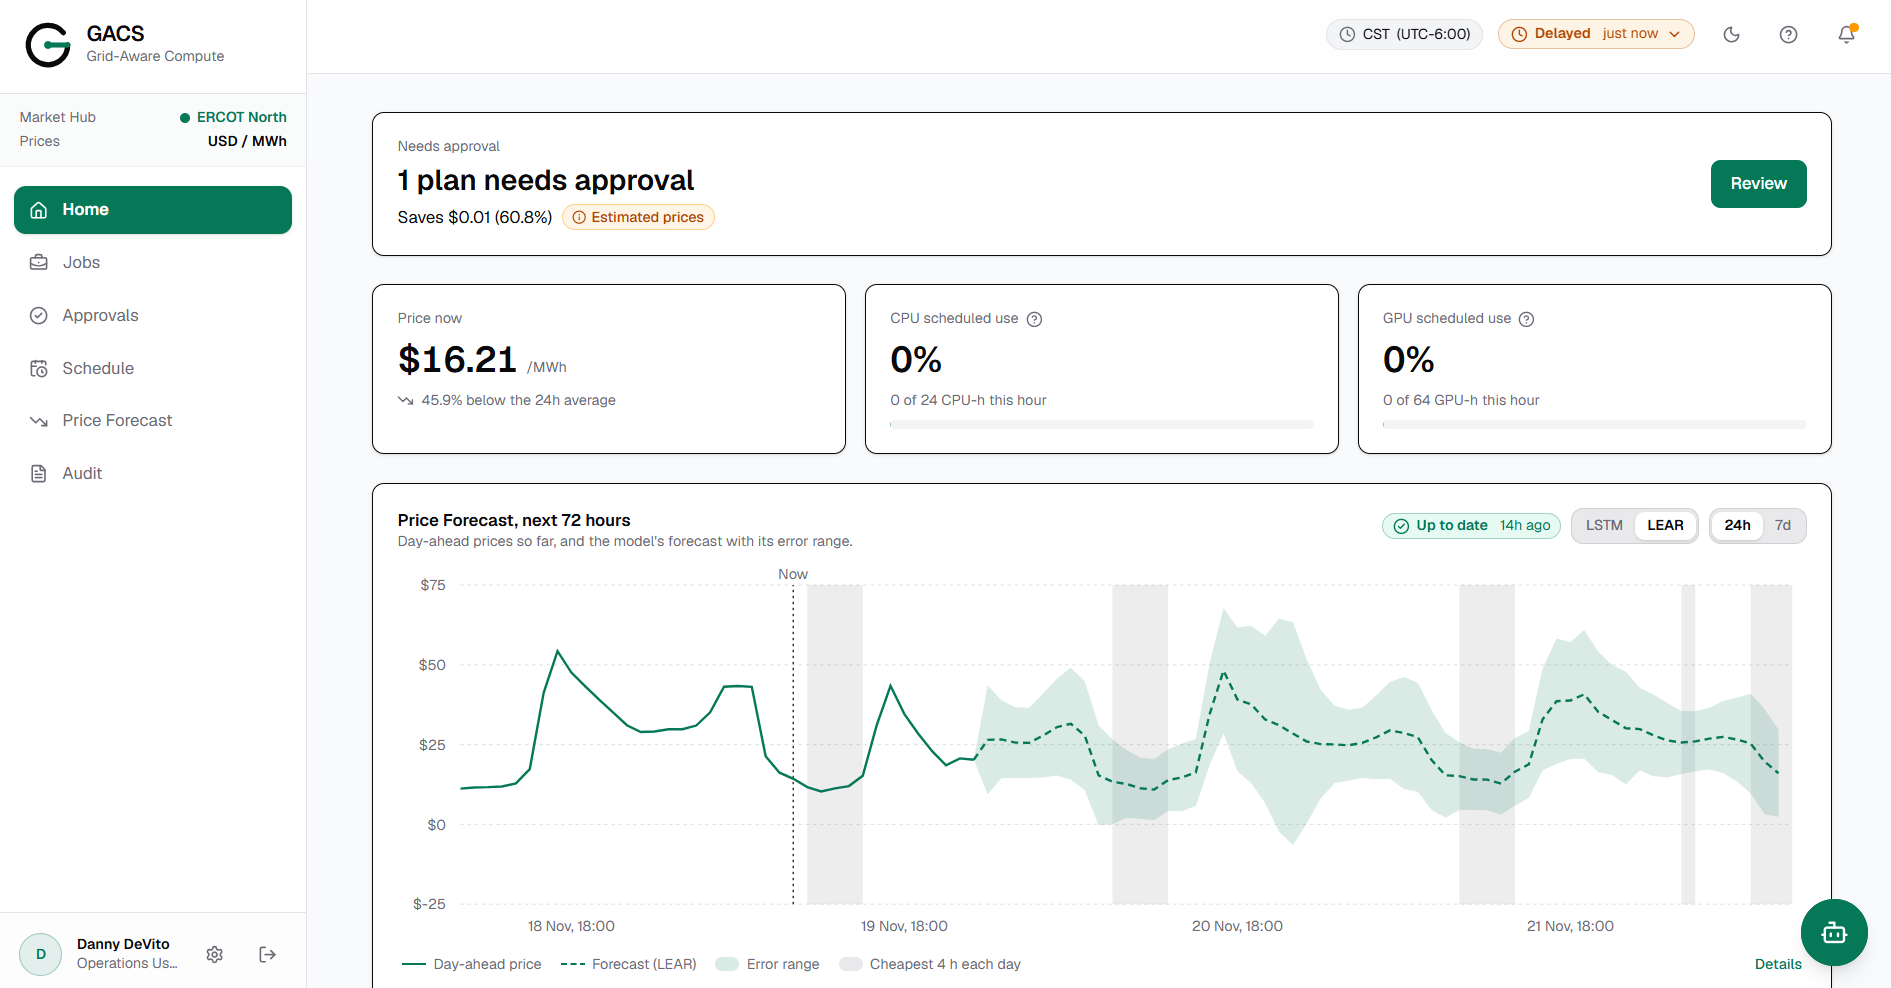 GACS
Grid-Aware Compute
CST (UTC-6:00)
Delayed just now
Market Hub ERCOT North
Prices USD / MWh
Home
Jobs
Approvals
Schedule
Price Forecast
Audit
Danny DeVito
Operations Us...
D
Needs approval
1 plan needs approval
Saves $0.01 (60.8%) Estimated prices
Review
Price now
$16.21 /MWh
45.9% below the 24h average
CPU scheduled use
0%
0 of 24 CPU-h this hour
GPU scheduled use
0%
0 of 64 GPU-h this hour
Price Forecast, next 72 hours
Day-ahead prices so far, and the model's forecast with its error range.
Up to date 14h ago
LSTM LEAR
24h 7d
Now
$75
$50
$25
$0
$-25
18 Nov, 18:00 19 Nov, 18:00 20 Nov, 18:00 21 Nov, 18:00
Day-ahead price Forecast (LEAR) Error range Cheapest 4 h each day
Details